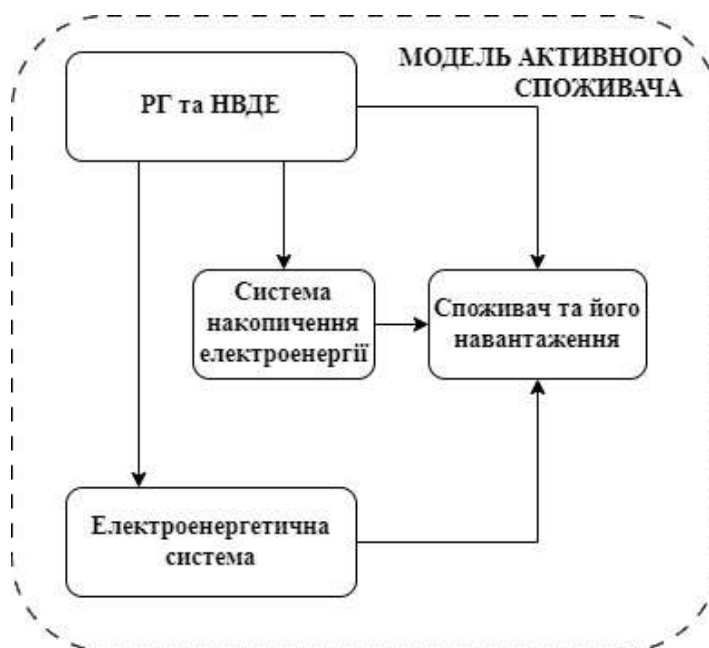 МОДЕЛЬ АКТИВНОГО
СПОЖИВАЧА
РГ та НВДЕ
Система
накопичення
електроенергії
Споживач та його
навантаження
Електроенергетична
система